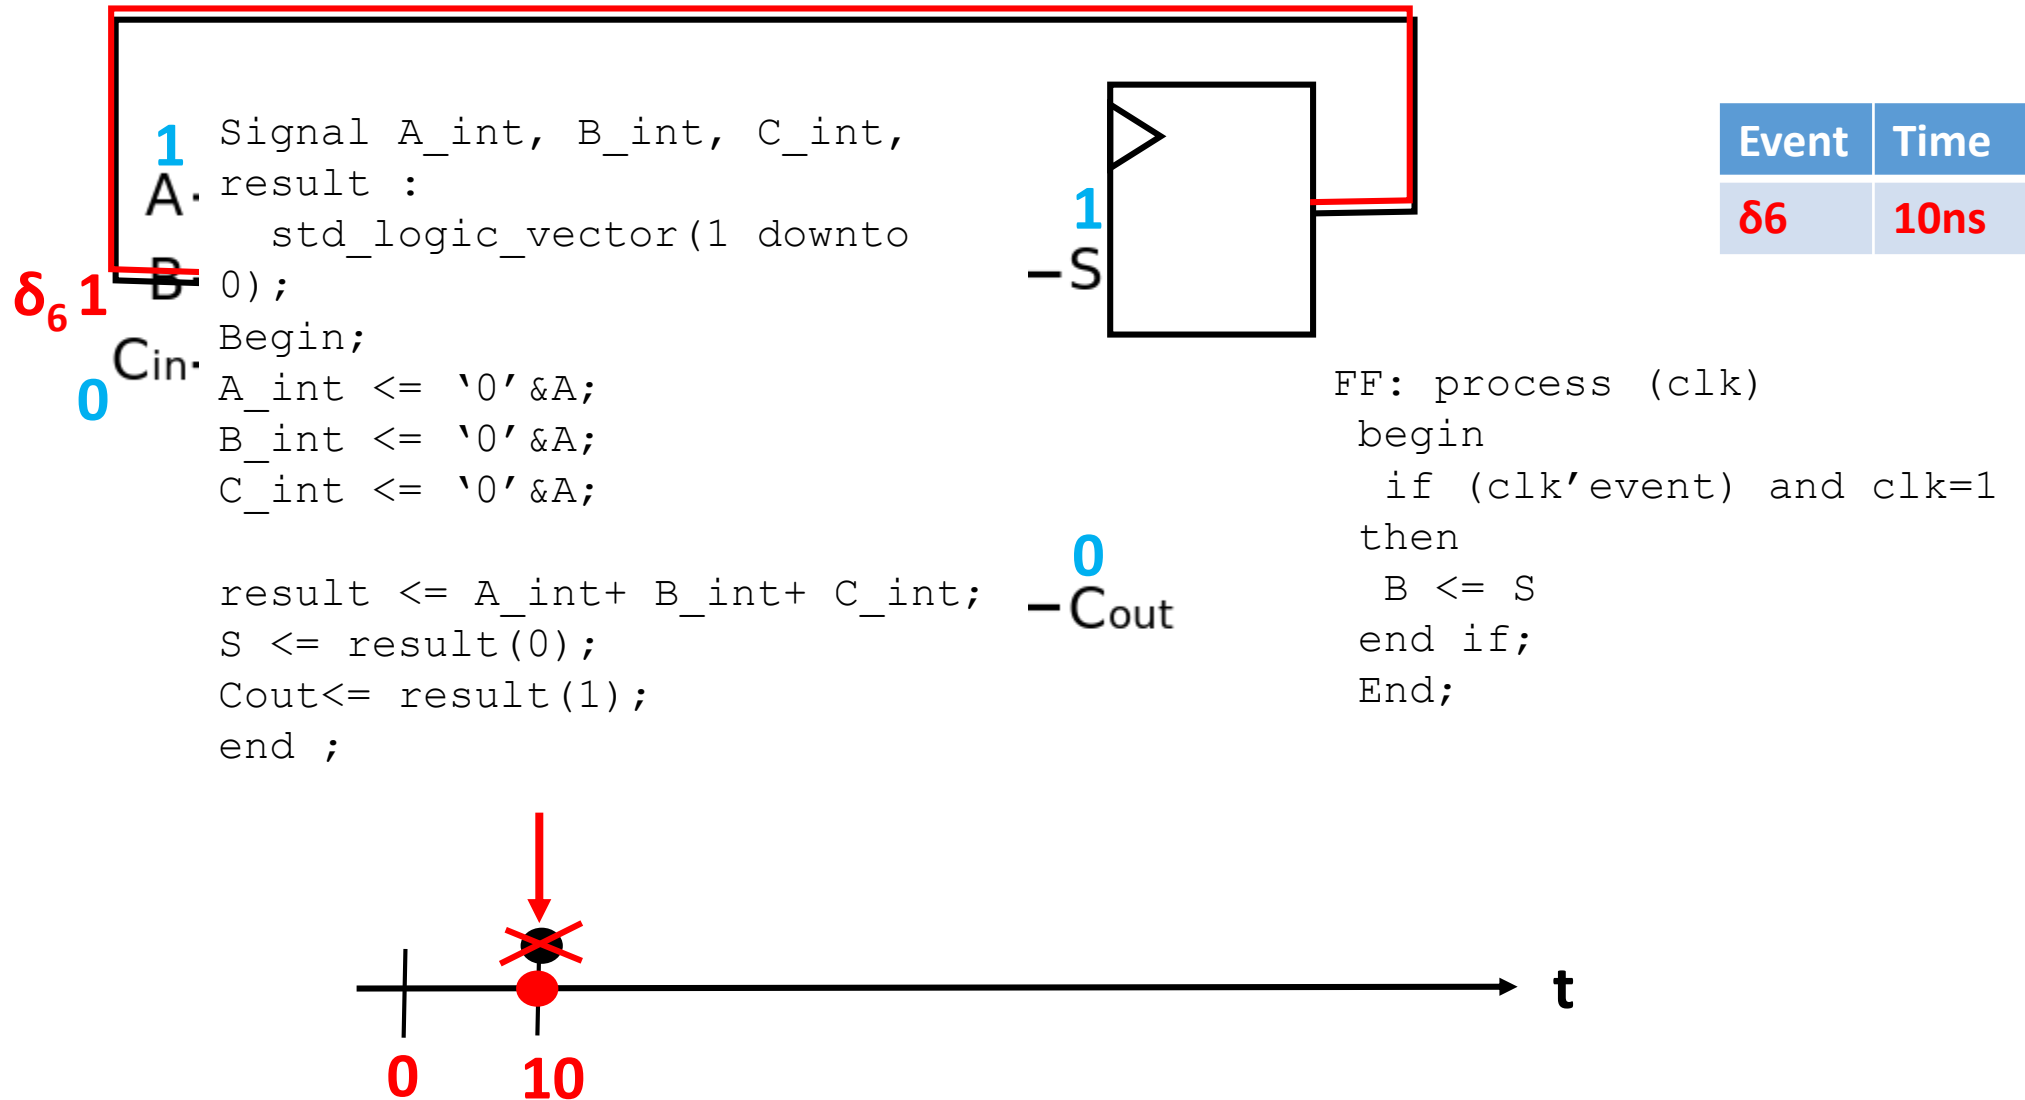 1
A
B
δ6 1
Cin
0
Signal A_int, B_int, C_int,
result :
std_logic_vector(1 downto
0);
Begin;
A_int <= ‘0’&A;
B_int <= ‘0’&A;
C_int <= ‘0’&A;
result <= A_int+ B_int+ C_int;
S <= result(0);
Cout<= result(1);
end ;
1
S
0
Cout
FF: process (clk)
begin
if (clk’event) and clk=1
then
B <= S
end if;
End;
Event Time
δ6 10ns
t
0 10